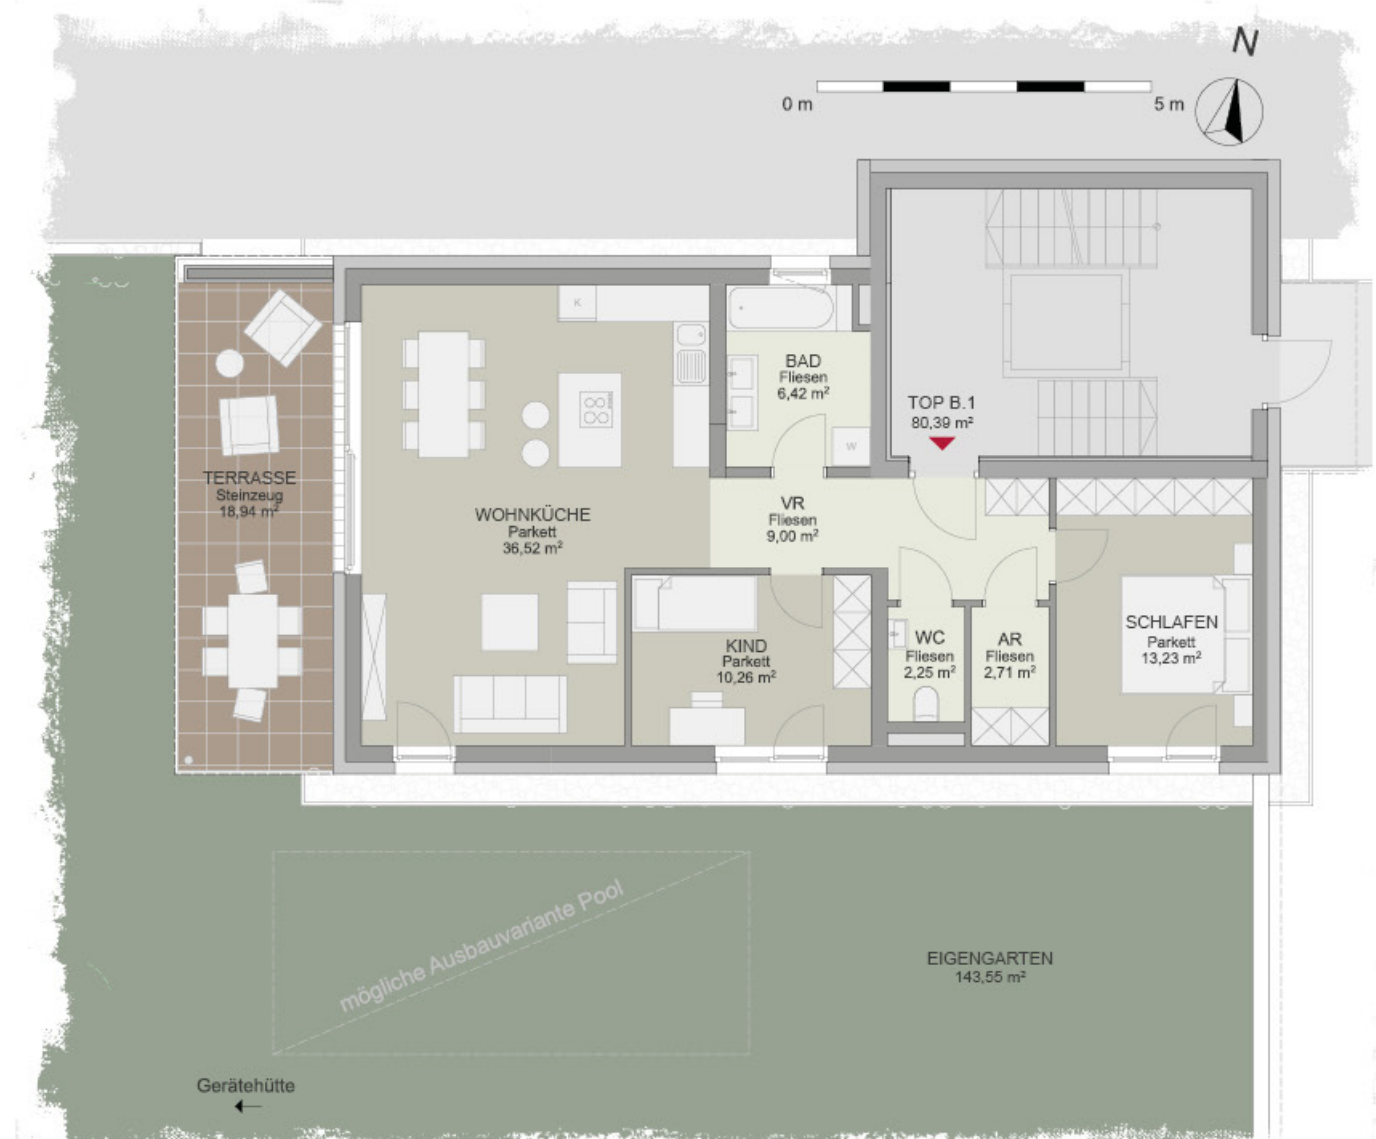 N
0 m
5 m
K
BAD
Fliesen
6,42 m²
W
TOP B.1
80,39 m²
TERRASSE
Steinzeug
18,94 m²
WOHNKÜCHE
Parkett
36,52 m²
VR
Fliesen
9,00 m²
KIND
Parkett
10,26 m²
WC
Fliesen
2,25 m²
AR
Fliesen
2,71 m²
SCHLAFEN
Parkett
13,23 m²
mögliche Ausbauvariante Pool
EIGENGARTEN
143,55 m²
Gerätehütte